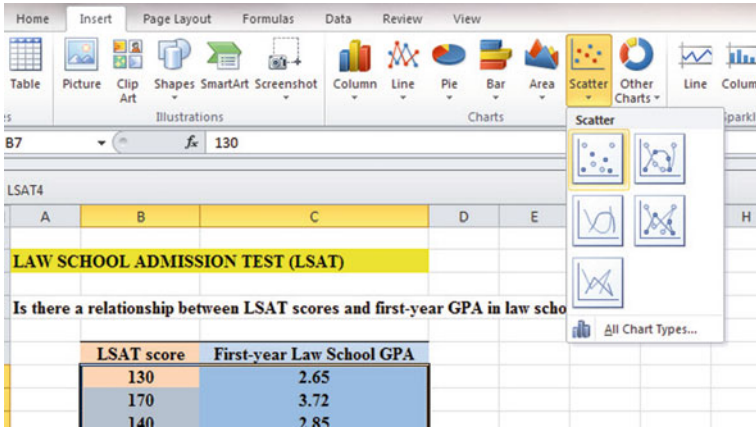 Home Insert Page Layout Formulas Data Review View
Table Picture Clip Art Shapes SmartArt Screenshot Column Line Pie Bar Area Scatter Other Charts Line Colum
Illustrations Charts Sparkl
B7 fx 130
Scatter
LSAT4
A B C D E H
LAW SCHOOL ADMISSION TEST (LSAT)
Is there a relationship between LSAT scores and first-year GPA in law scho
All Chart Types...
LSAT score First-year Law School GPA
130 2.65
170 3.72
140 2.85